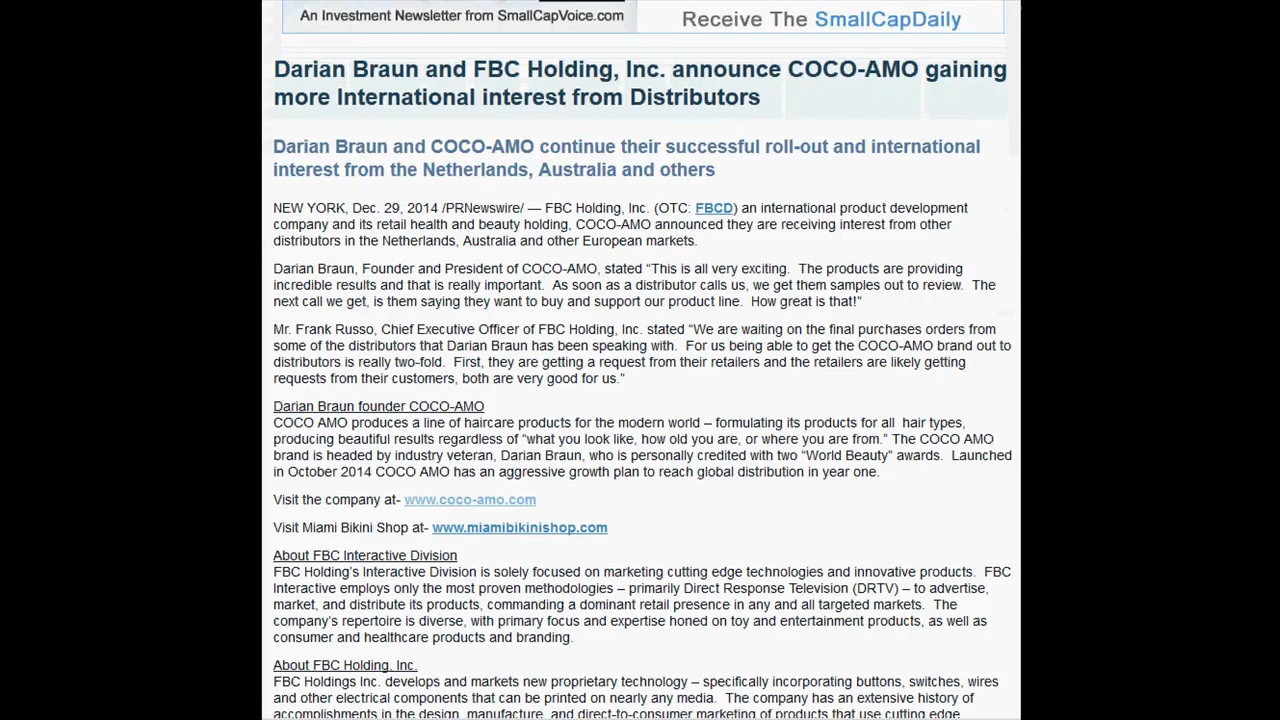 An Investment Newsletter from SmallCapVoice.com
Receive The SmallCapDaily
Darian Braun and FBC Holding, Inc. announce COCO-AMO gaining
more International interest from Distributors
Darian Braun and COCO-AMO continue their successful roll-out and international
interest from the Netherlands, Australia and others
NEW YORK, Dec. 29, 2014 /PRNewswire/ — FBC Holding, Inc. (OTC: FBCD) an international product development
company and its retail health and beauty holding, COCO-AMO announced they are receiving interest from other
distributors in the Netherlands, Australia and other European markets.
Darian Braun, Founder and President of COCO-AMO, stated “This is all very exciting.  The products are providing
incredible results and that is really important.  As soon as a distributor calls us, we get them samples out to review.  The
next call we get, is them saying they want to buy and support our product line.  How great is that!”
Mr. Frank Russo, Chief Executive Officer of FBC Holding, Inc. stated “We are waiting on the final purchases orders from
some of the distributors that Darian Braun has been speaking with.  For us being able to get the COCO-AMO brand out to
distributors is really two-fold.  First, they are getting a request from their retailers and the retailers are likely getting
requests from their customers, both are very good for us.”
Darian Braun founder COCO-AMO
COCO AMO produces a line of haircare products for the modern world – formulating its products for all  hair types,
producing beautiful results regardless of “what you look like, how old you are, or where you are from.” The COCO AMO
brand is headed by industry veteran, Darian Braun, who is personally credited with two “World Beauty” awards.  Launched
in October 2014 COCO AMO has an aggressive growth plan to reach global distribution in year one.
Visit the company at- www.coco-amo.com
Visit Miami Bikini Shop at- www.miamibikinishop.com
About FBC Interactive Division
FBC Holding’s Interactive Division is solely focused on marketing cutting edge technologies and innovative products.  FBC
Interactive employs only the most proven methodologies – primarily Direct Response Television (DRTV) – to advertise,
market, and distribute its products, commanding a dominant retail presence in any and all targeted markets.  The
company’s repertoire is diverse, with primary focus and expertise honed on toy and entertainment products, as well as
consumer and healthcare products and branding.
About FBC Holding, Inc.
FBC Holdings Inc. develops and markets new proprietary technology – specifically incorporating buttons, switches, wires
and other electrical components that can be printed on nearly any media.  The company has an extensive history of
accomplishments in the design, manufacture, and direct-to-consumer marketing of products that use cutting edge